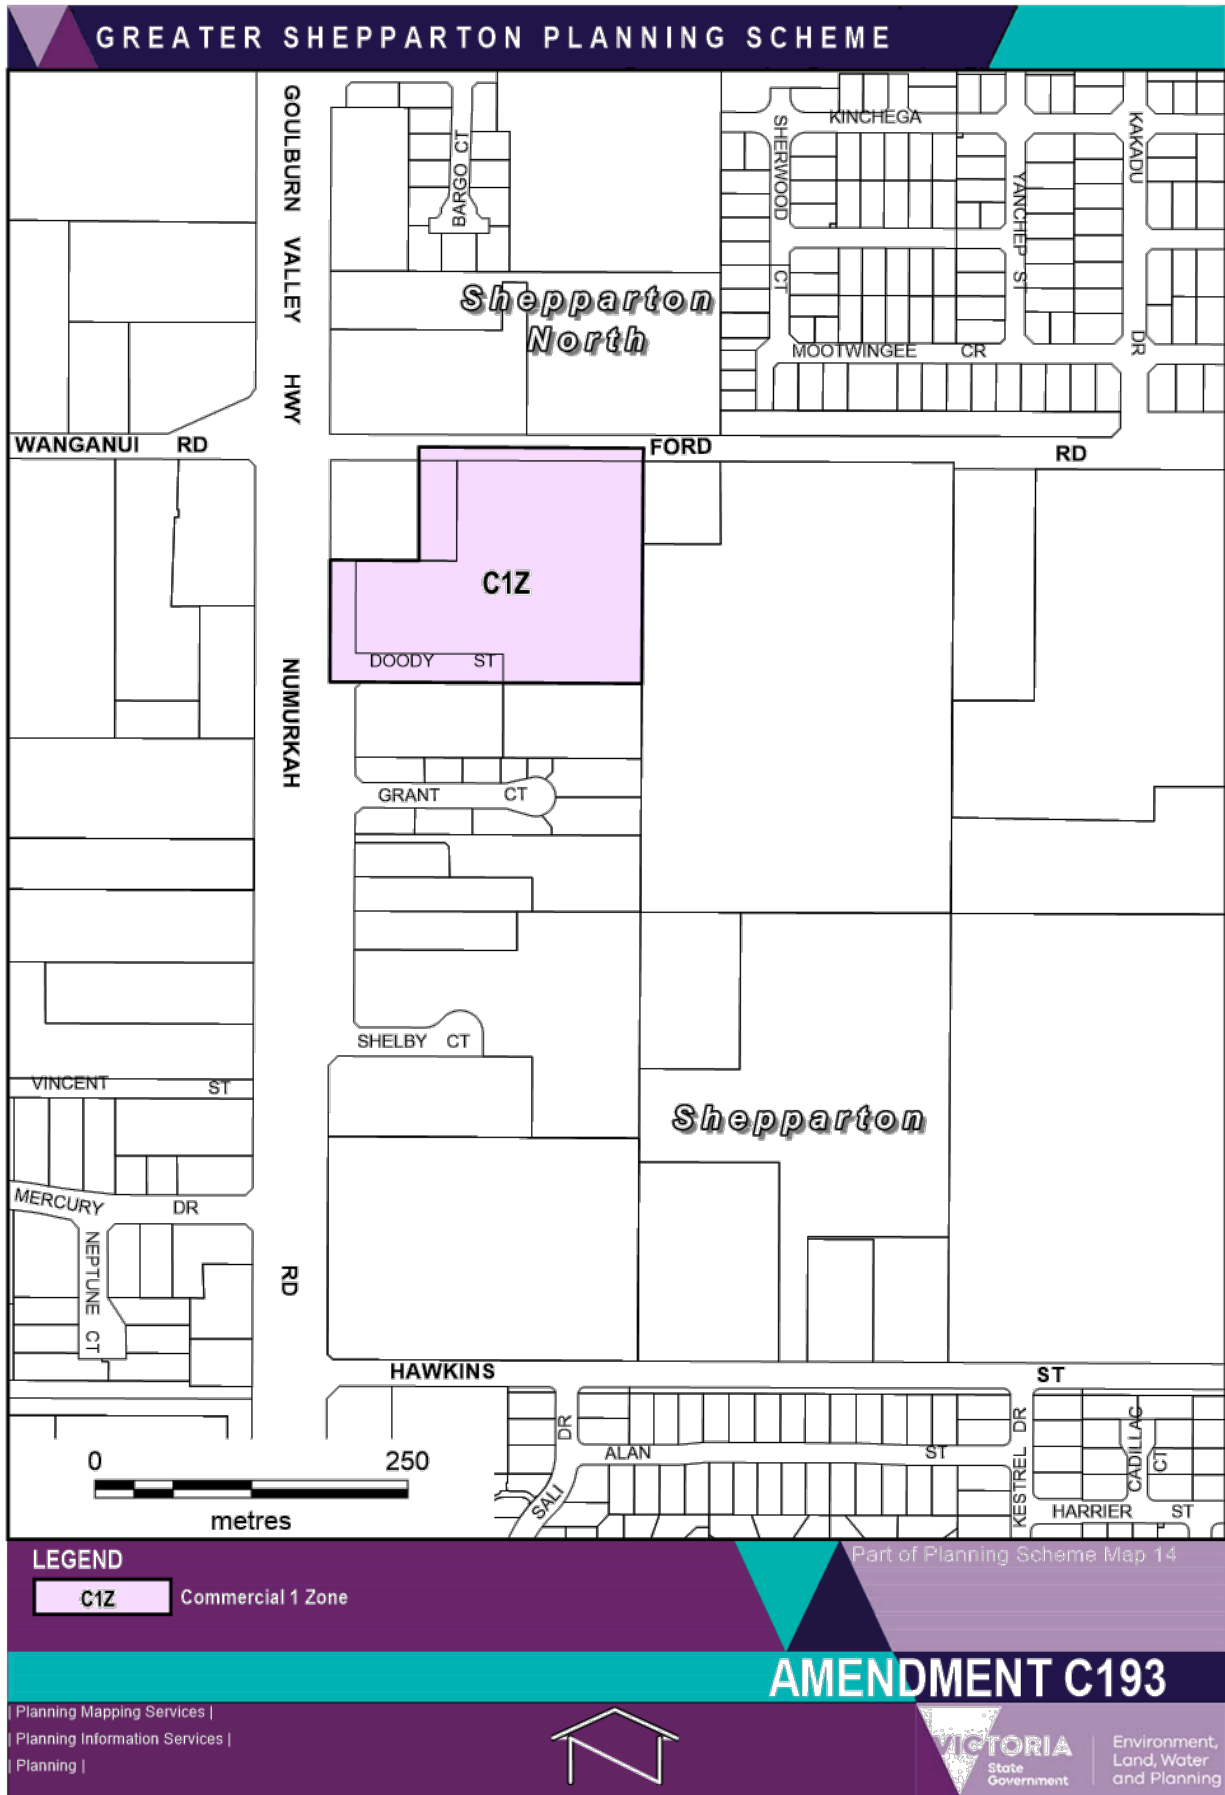 GREATER SHEPPARTON PLANNING SCHEME
GOULBURN VALLEY HWY
BARGO CT
SHERWOOD CT
KINCHEGA
YANCHEP ST
KAKADU DR
Shepparton
North
MOOTWINGEE CR
WANGANUI RD
FORD RD
C1Z
DOODY ST
NUMURKAH RD
GRANT CT
SHELBY CT
VINCENT ST
Shepparton
MERCURY DR
NEPTUNE CT
HAWKINS ST
SALI DR
ALAN ST
KESTREL DR
CADILLAC CT
HARRIER ST
0 250
metres
LEGEND
C1Z Commercial 1 Zone
Part of Planning Scheme Map 14
AMENDMENT C193
| Planning Mapping Services |
| Planning Information Services |
| Planning |
VICTORIA
State
Government
Environment,
Land, Water
and Planning